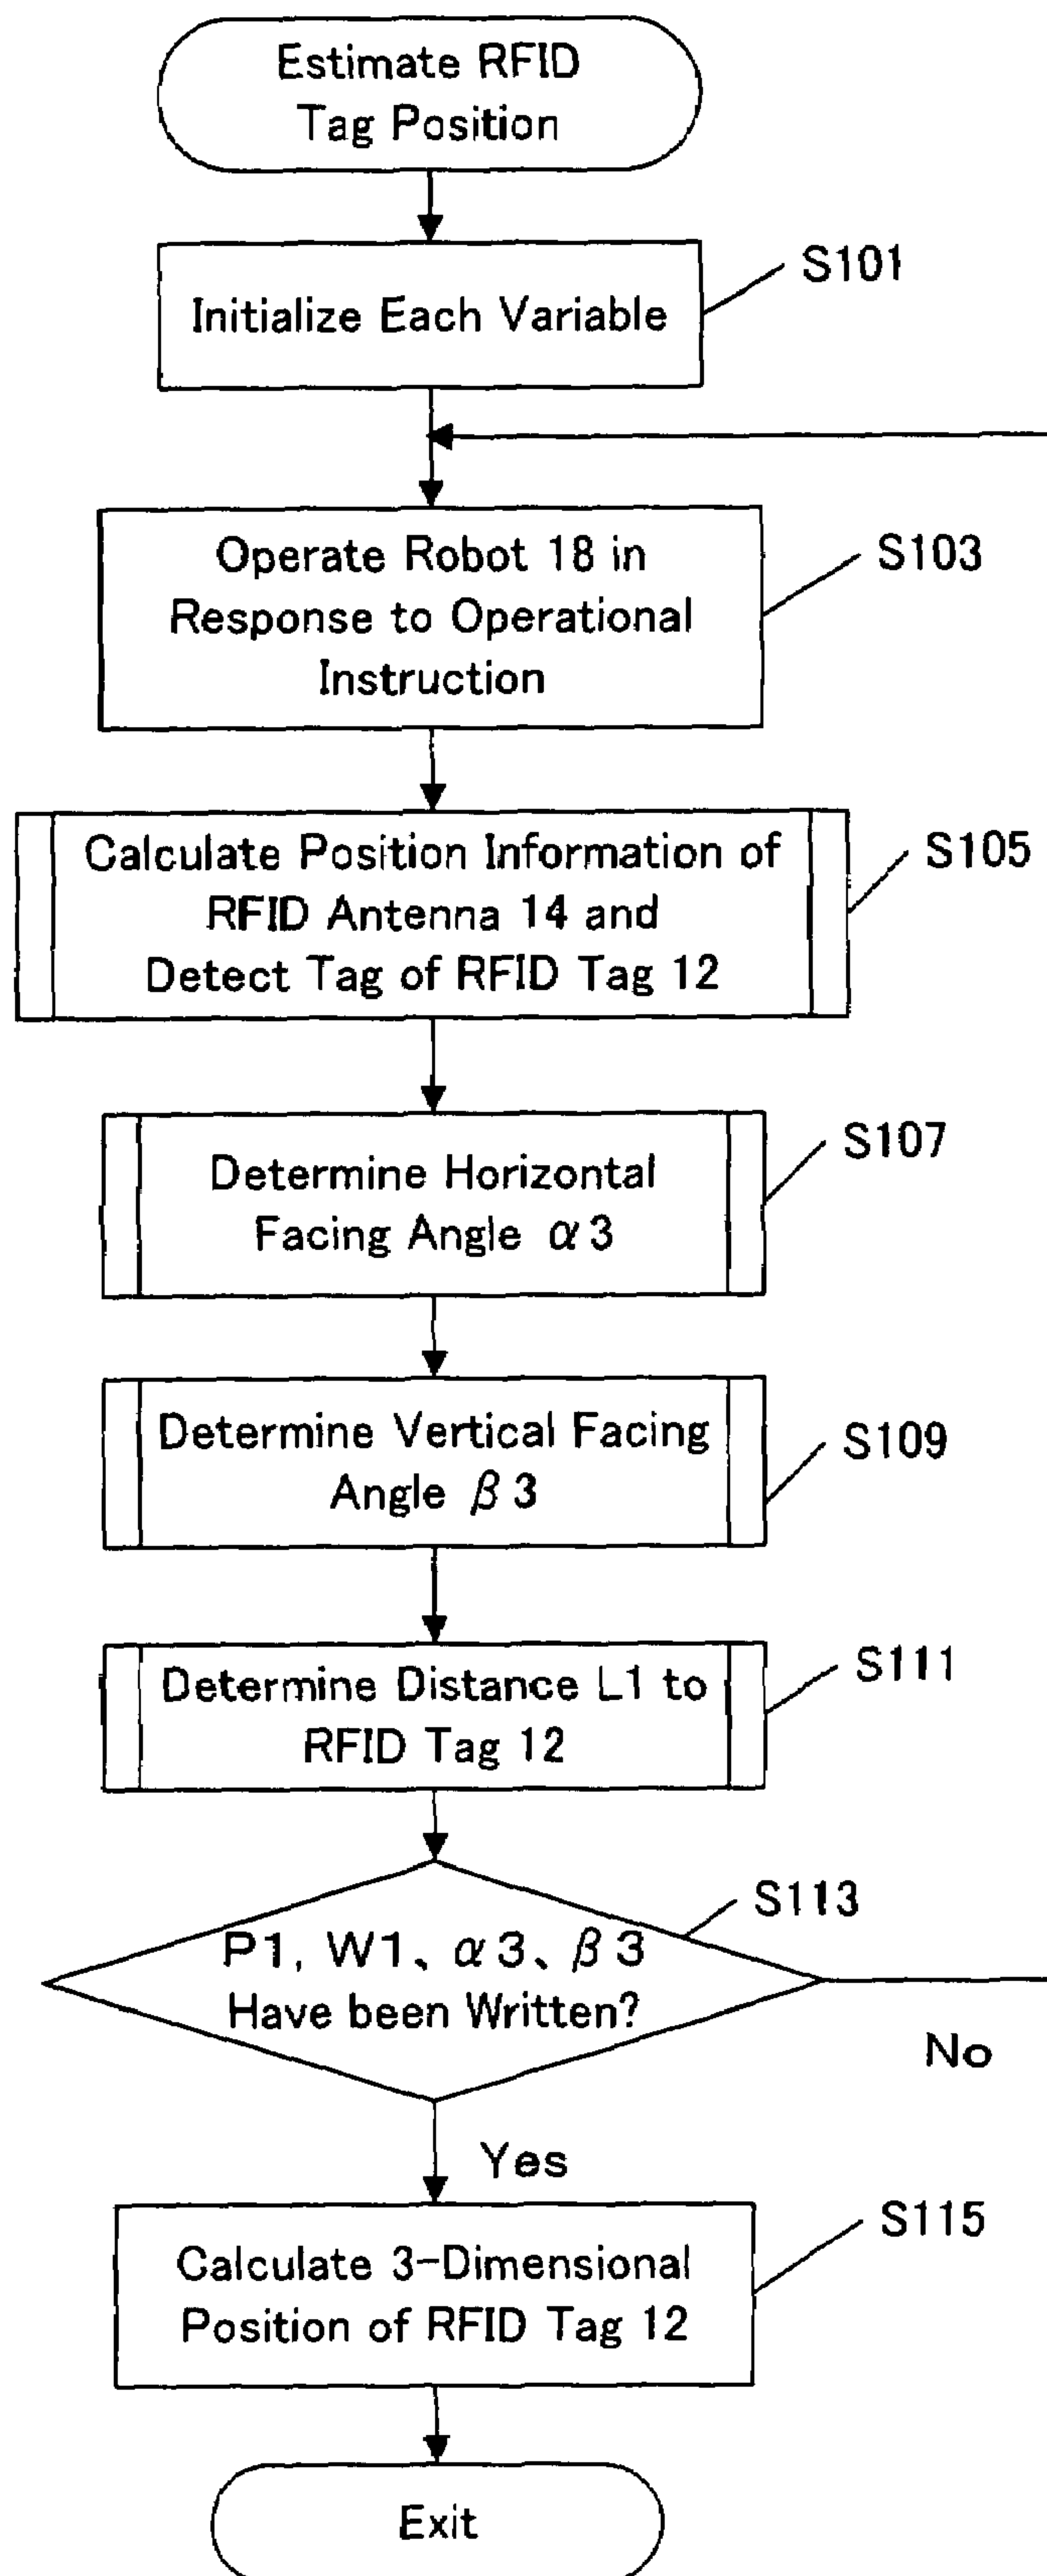 Estimate RFID
Tag Position
S101
Initialize Each Variable
S103
Operate Robot 18 in
Response to Operational
Instruction
S105
Calculate Position Information of
RFID Antenna 14 and
Detect Tag of RFID Tag 12
S107
Determine Horizontal
Facing Angle α3
S109
Determine Vertical Facing
Angle β3
S111
Determine Distance L1 to
RFID Tag 12
S113
P1, W1、α3、β3
Have been Written?
No
Yes
S115
Calculate 3-Dimensional
Position of RFID Tag 12
Exit